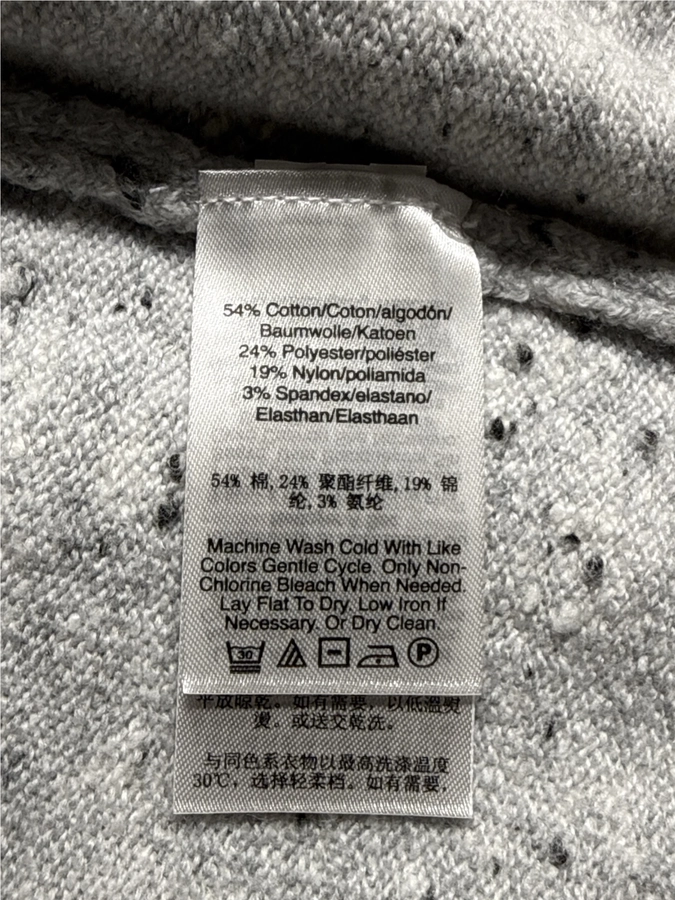 54% Cotton/Coton/algodón/
Baumwolle/Katoen
24% Polyester/poliéster
19% Nylon/poliamida
3% Spandex/elastano/
Elasthan/Elasthaan
54% 棉,24% 聚酯纤维,19% 锦
纶,3% 氨纶
Machine Wash Cold With Like
Colors Gentle Cycle. Only Non-
Chlorine Bleach When Needed.
Lay Flat To Dry. Low Iron If
Necessary. Or Dry Clean.
30 P
平放晾乾。如有需要，以低溫熨
燙。或送交乾洗。
与同色系衣物以最高洗涤温度
30℃，选择轻柔档。如有需要，